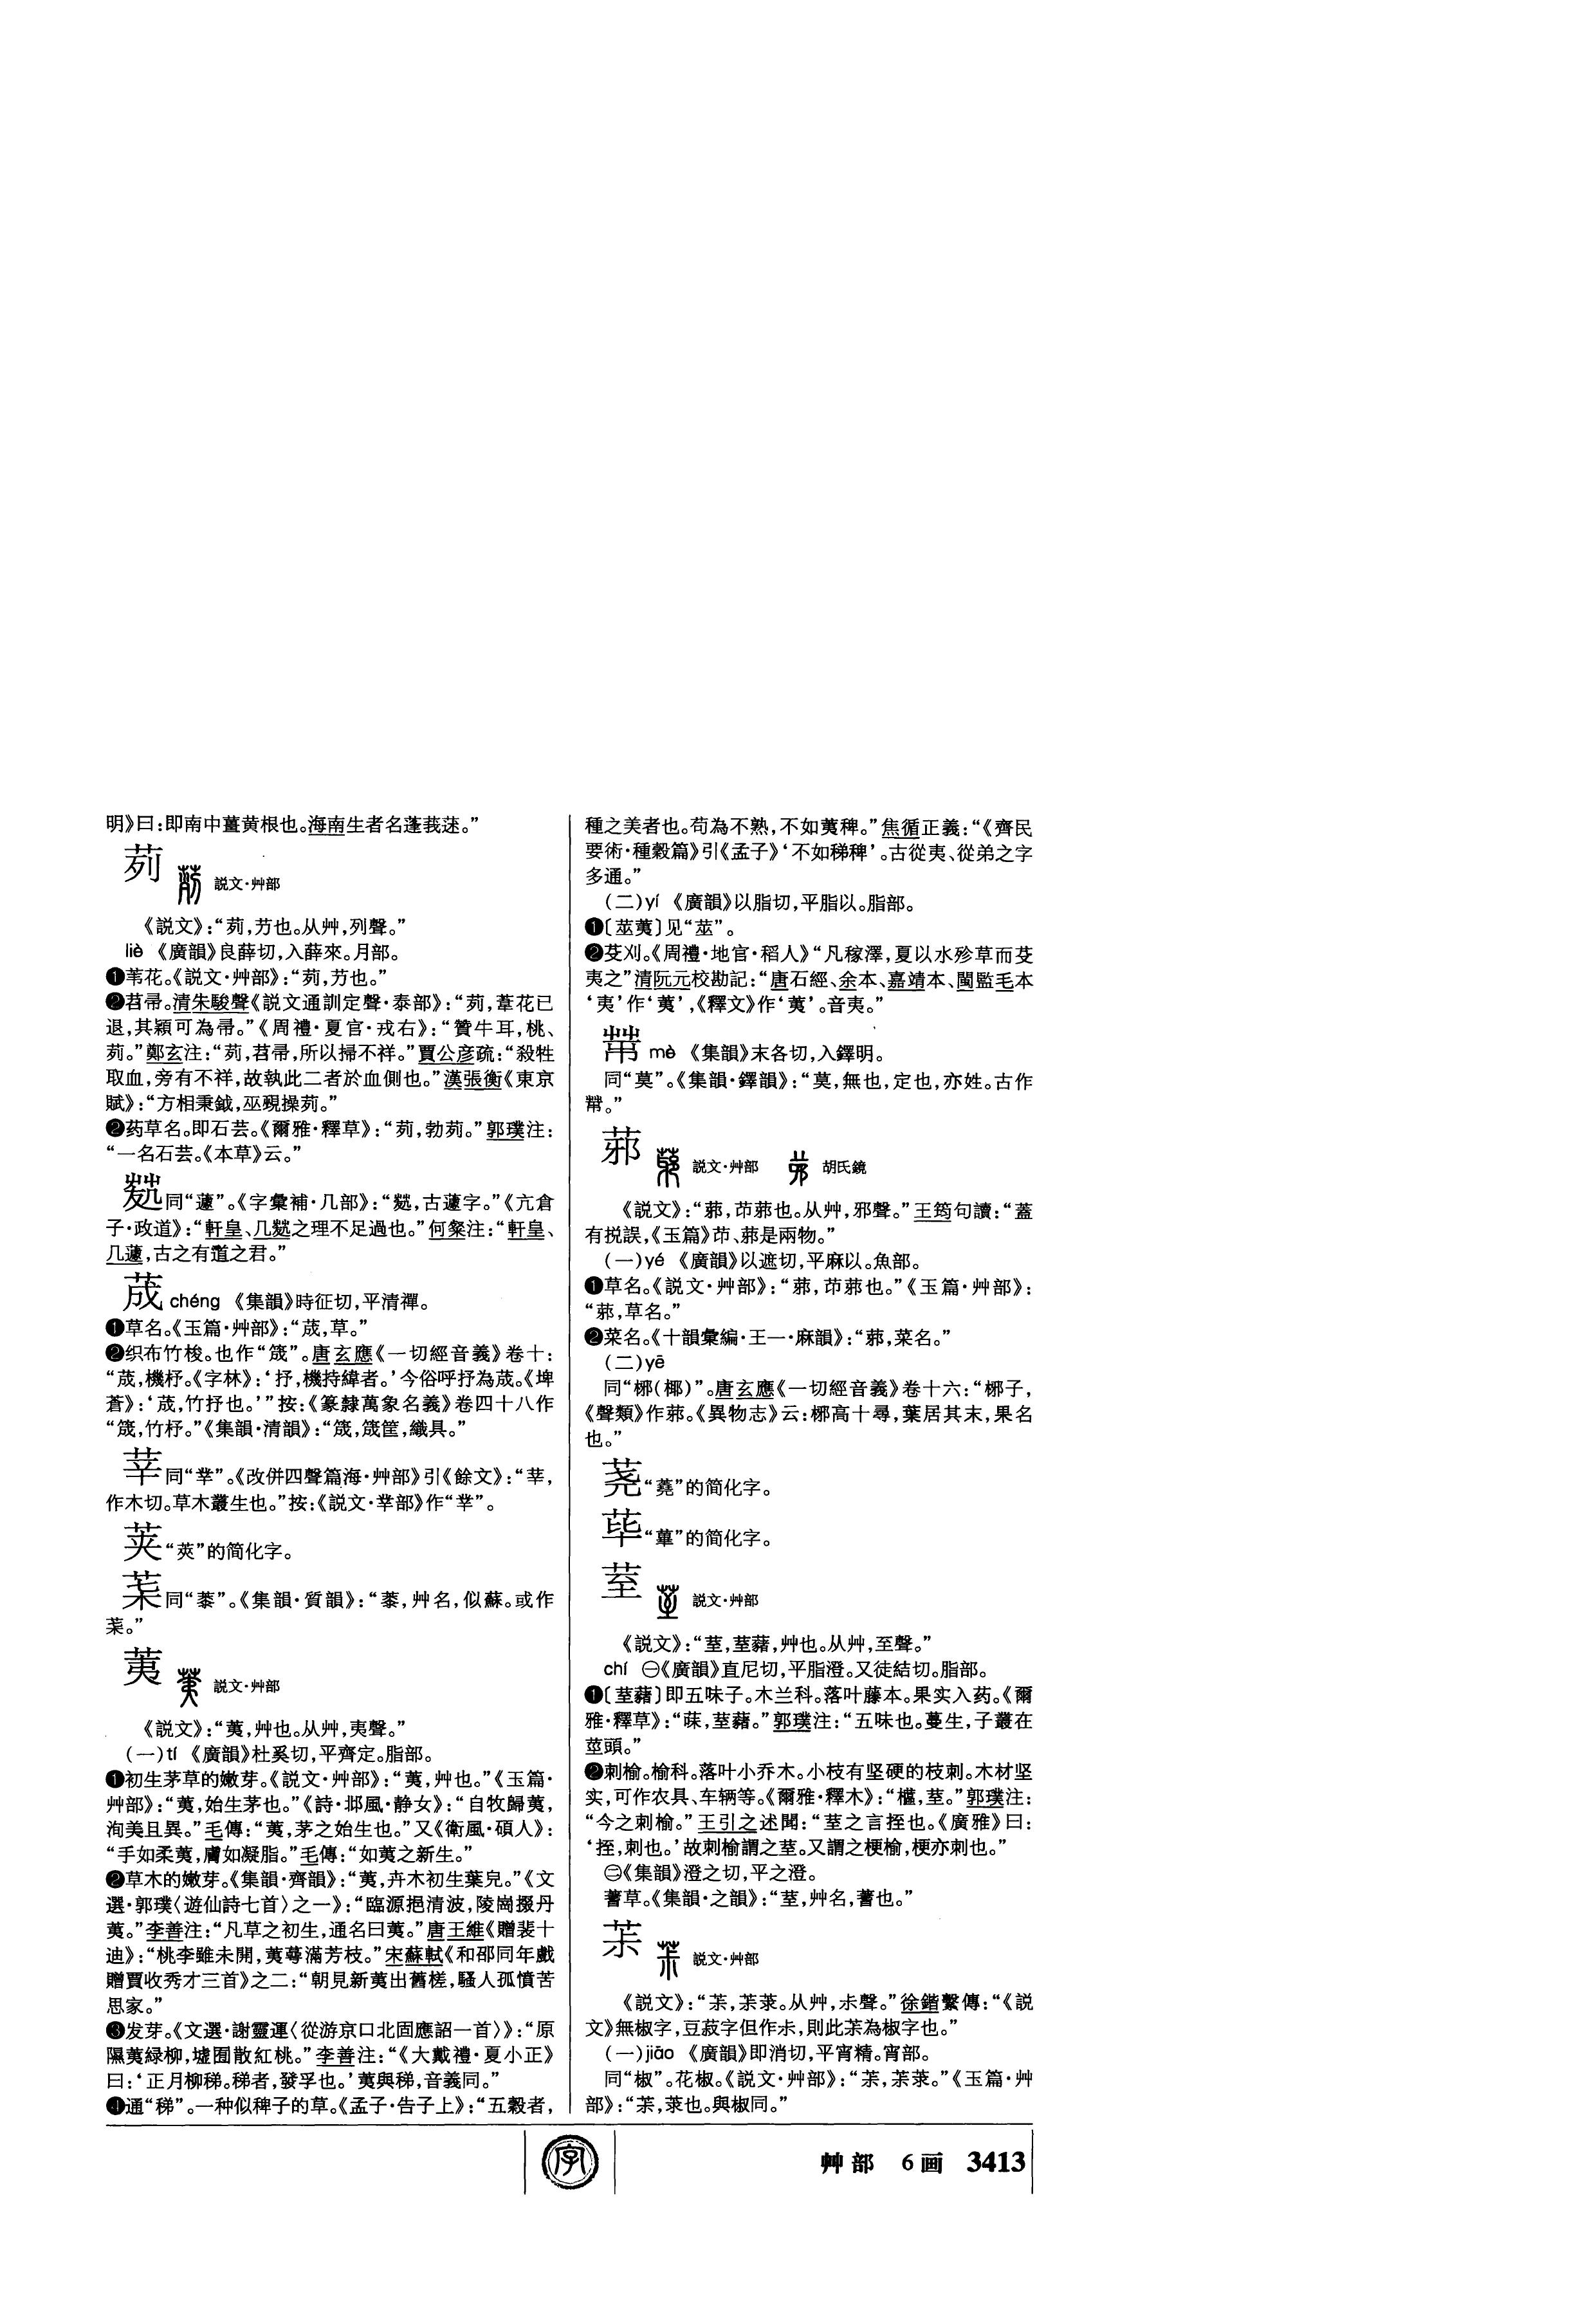 明》曰：即南中薑黄根也。海南生者名蓬莪蒁。”
茢 説文·艸部
《説文》：“茢，芀也。从艸，列聲。”
liè 《廣韻》良薛切，入薛來。月部。
❶苇花。《説文·艸部》：“茢，芀也。”
❷苕帚。清朱駿聲《説文通訓定聲·泰部》：“茢，葦花已
退，其穎可為帚。”《周禮·夏官·戎右》：“贊牛耳，桃、
茢。”鄭玄注：“茢，苕帚，所以掃不祥。”賈公彦疏：“殺牲
取血，旁有不祥，故執此二者於血側也。”漢張衡《東京
賦》：“方相秉鉞，巫覡操茢。”
❷药草名。即石芸。《爾雅·釋草》：“茢，勃茢。”郭璞注：
“一名石芸。《本草》云。”
同“蘧”。《字彙補·几部》：“，古蘧字。”《亢倉
子·政道》：“軒皇、几之理不足過也。”何粲注：“軒皇、
几蘧，古之有道之君。”
荿 chéng 《集韻》時征切，平清禪。
❶草名。《玉篇·艸部》：“荿，草。”
❷织布竹梭。也作“筬”。唐玄應《一切經音義》卷十：
“荿，機杼。《字林》：‘抒，機持緯者。’今俗呼抒為荿。《埤
蒼》：‘荿，竹抒也。’”按：《篆隸萬象名義》卷四十八作
“筬，竹杼。”《集韻·清韻》：“筬，筬筐，織具。”
同“丵”。《改併四聲篇海·艸部》引《餘文》：“，
作木切。草木叢生也。”按：《説文·丵部》作“丵”。
荚“莢”的简化字。
同“䓭”。《集韻·質韻》：“，艸名，似蘇。或作
。”
荑 説文·艸部
《説文》：“荑，艸也。从艸，夷聲。”
（一）tí 《廣韻》杜奚切，平齊定。脂部。
❶初生茅草的嫩芽。《説文·艸部》：“荑，艸也。”《玉篇·
艸部》：“荑，始生茅也。”《詩·邶風·静女》：“自牧歸荑，
洵美且異。”毛傳：“荑，茅之始生也。”又《衛風·碩人》：
“手如柔荑，膚如凝脂。”毛傳：“如荑之新生。”
❷草木的嫩芽。《集韻·齊韻》：“荑，卉木初生葉皃。”《文
選·郭璞〈遊仙詩七首〉之一》：“臨源挹清波，陵崗掇丹
荑。”李善注：“凡草之初生，通名曰荑。”唐王維《贈裴十
迪》：“桃李雖未開，荑萼滿芳枝。”宋蘇軾《和邵同年戲
贈賈收秀才三首》之二：“朝見新荑出舊槎，騷人孤憤苦
思家。”
❸发芽。《文選·謝靈運〈從游京口北固應詔一首〉》：“原
隰荑緑柳，墟囿散紅桃。”李善注：“《大戴禮·夏小正》
曰：‘正月柳稊。稊者，發孚也。’荑與稊，音義同。”
❹通“稊”。一种似稗子的草。《孟子·告子上》：“五穀者，
種之美者也。苟為不熟，不如荑稗。”焦循正義：“《齊民
要術·種穀篇》引《孟子》‘不如稊稗’。古從夷、從弟之字
多通。”
（二）yí 《廣韻》以脂切，平脂以。脂部。
❶〔莁荑〕见“莁”。
❷芟刈。《周禮·地官·稻人》“凡稼澤，夏以水殄草而芟
夷之”清阮元校勘記：“唐石經、余本、嘉靖本、閩監毛本
‘夷’作‘荑’，《釋文》作‘荑’。音夷。”
mè 《集韻》末各切，入鐸明。
同“莫”。《集韻·鐸韻》：“莫，無也，定也，亦姓。古作
。”
䓉 説文·艸部 胡氏鏡
《説文》：“䓉，茚䓉也。从艸，邪聲。”王筠句讀：“蓋
有捝誤，《玉篇》茚、䓉是兩物。”
（一）yé 《廣韻》以遮切，平麻以。魚部。
❶草名。《説文·艸部》：“䓉，茚䓉也。”《玉篇·艸部》：
“䓉，草名。”
❷菜名。《十韻彙編·王一·麻韻》：“䓉，菜名。”
（二）yē
同“枒（椰）”。唐玄應《一切經音義》卷十六：“枒子，
《聲類》作䓉。《異物志》云：枒高十尋，葉居其末，果名
也。”
荛“蕘”的简化字。
荜“蓽”的简化字。
荎 説文·艸部
《説文》：“荎，荎藸，艸也。从艸，至聲。”
chí ㊀《廣韻》直尼切，平脂澄。又徒結切。脂部。
❶〔荎藸〕即五味子。木兰科。落叶藤本。果实入药。《爾
雅·釋草》：“菋，荎藸。”郭璞注：“五味也。蔓生，子叢在
莖頭。”
❷刺榆。榆科。落叶小乔木。小枝有坚硬的枝刺。木材坚
实，可作农具、车辆等。《爾雅·釋木》：“櫙，荎。”郭璞注：
“今之刺榆。”王引之述聞：“荎之言挃也。《廣雅》曰：
‘挃，刺也。’故刺榆謂之荎。又謂之梗榆，梗亦刺也。”
㊁《集韻》澄之切，平之澄。
蓍草。《集韻·之韻》：“荎，艸名，蓍也。”
茮 説文·艸部
《説文》：“茮，茮莍。从艸，尗聲。”徐鍇繫傳：“《説
文》無椒字，豆菽字但作尗，則此茮為椒字也。”
（一）jiāo 《廣韻》即消切，平宵精。宵部。
同“椒”。花椒。《説文·艸部》：“茮，茮莍。”《玉篇·艸
部》：“茮，莍也。與椒同。”
字
艸部 6画 3413